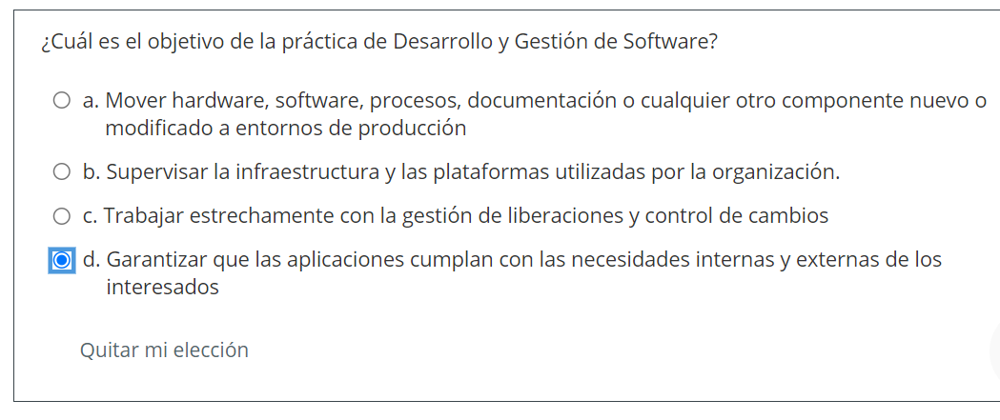 ¿Cuál es el objetivo de la práctica de Desarrollo y Gestión de Software?
a. Mover hardware, software, procesos, documentación o cualquier otro componente nuevo o
modificado a entornos de producción
b. Supervisar la infraestructura y las plataformas utilizadas por la organización.
c. Trabajar estrechamente con la gestión de liberaciones y control de cambios
d. Garantizar que las aplicaciones cumplan con las necesidades internas y externas de los
interesados
Quitar mi elección